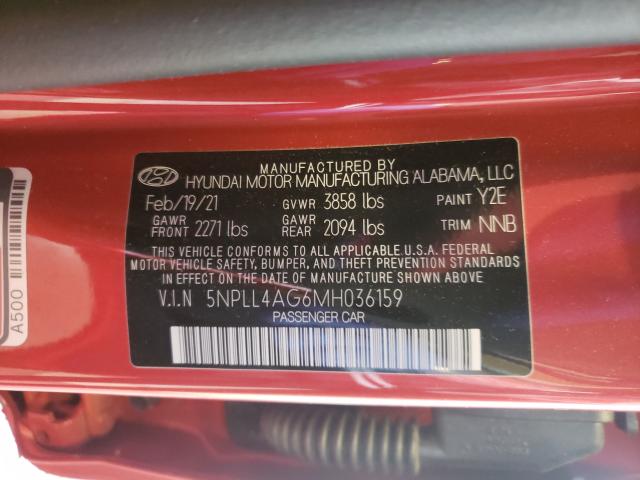 MANUFACTURED BY
HYUNDAI MOTOR MANUFACTURING ALABAMA, LLC
Feb/19/21 GVWR 3858 lbs PAINT Y2E
GAWR FRONT 2271 lbs GAWR REAR 2094 lbs TRIM NNB
THIS VEHICLE CONFORMS TO ALL APPLICABLE U.S.A. FEDERAL
MOTOR VEHICLE SAFETY, BUMPER, AND THEFT PREVENTION
STANDARDS IN EFFECT ON THE DATE OF MANUFACTURE SHOWN ABOVE.
V.I.N 5NPLL4AG6MH036159
PASSENGER CAR
A500